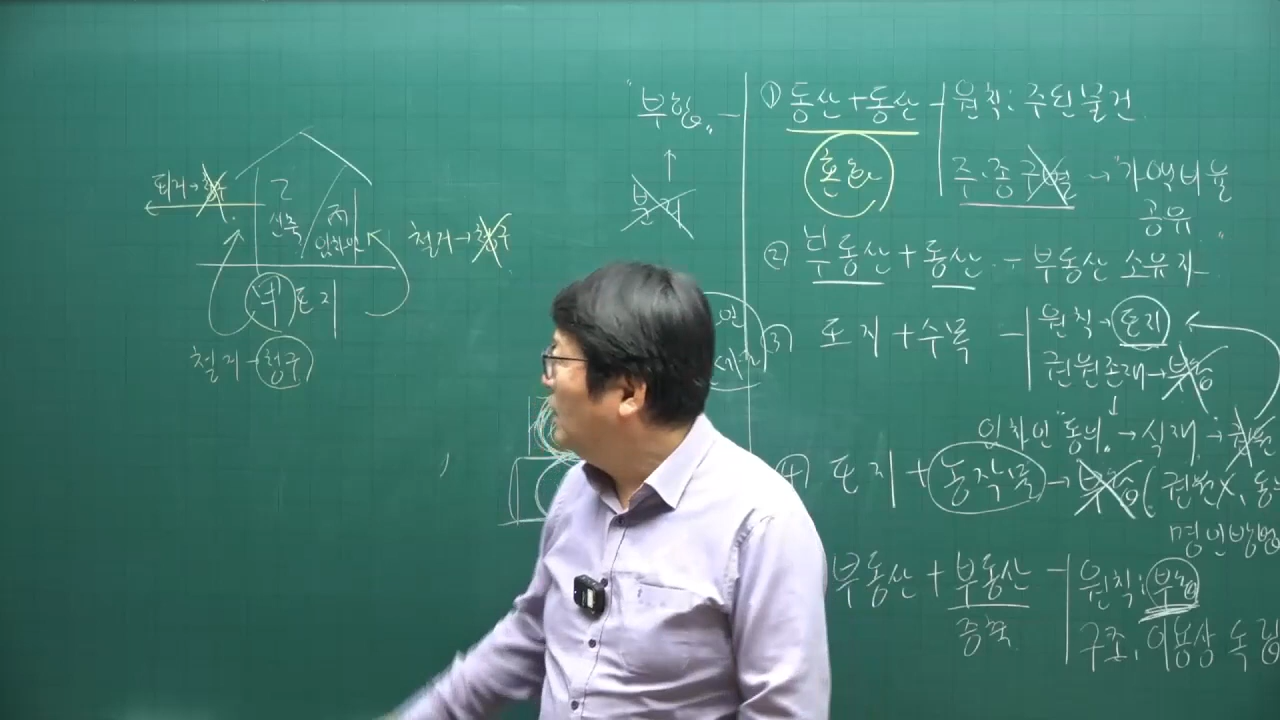 퇴거→청구
乙
신축
丙
임차인
철거→청구
甲 토지
철거-청구
"부합"
분리
① 동산+동산 - 원칙: 주된물건
혼화
주.종 구별 → "가액비율
공유"
② 부동산+동산 - 부동산 소유자
③ 토지+수목 - 원칙→토지
권원존재→부합
임차인"동의"→식재→
④ 토지+농작물→부합(권원X,
명인방법
부동산+부동산 - 원칙: 부합
증축
구조, 이용상 독립